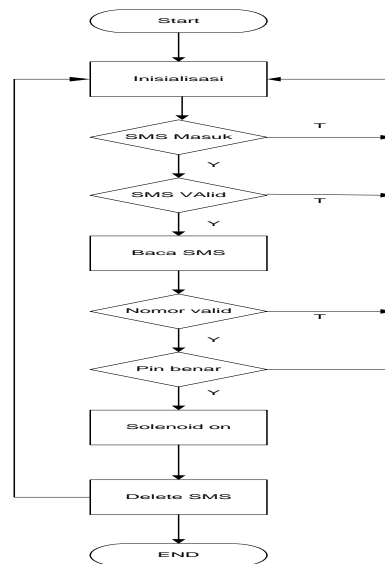 Start
Inisialisasi
SMS Masuk
T
Y
SMS VAlid
T
Y
Baca SMS
Nomor valid
T
Y
Pin benar
Y
Solenoid on
Delete SMS
END